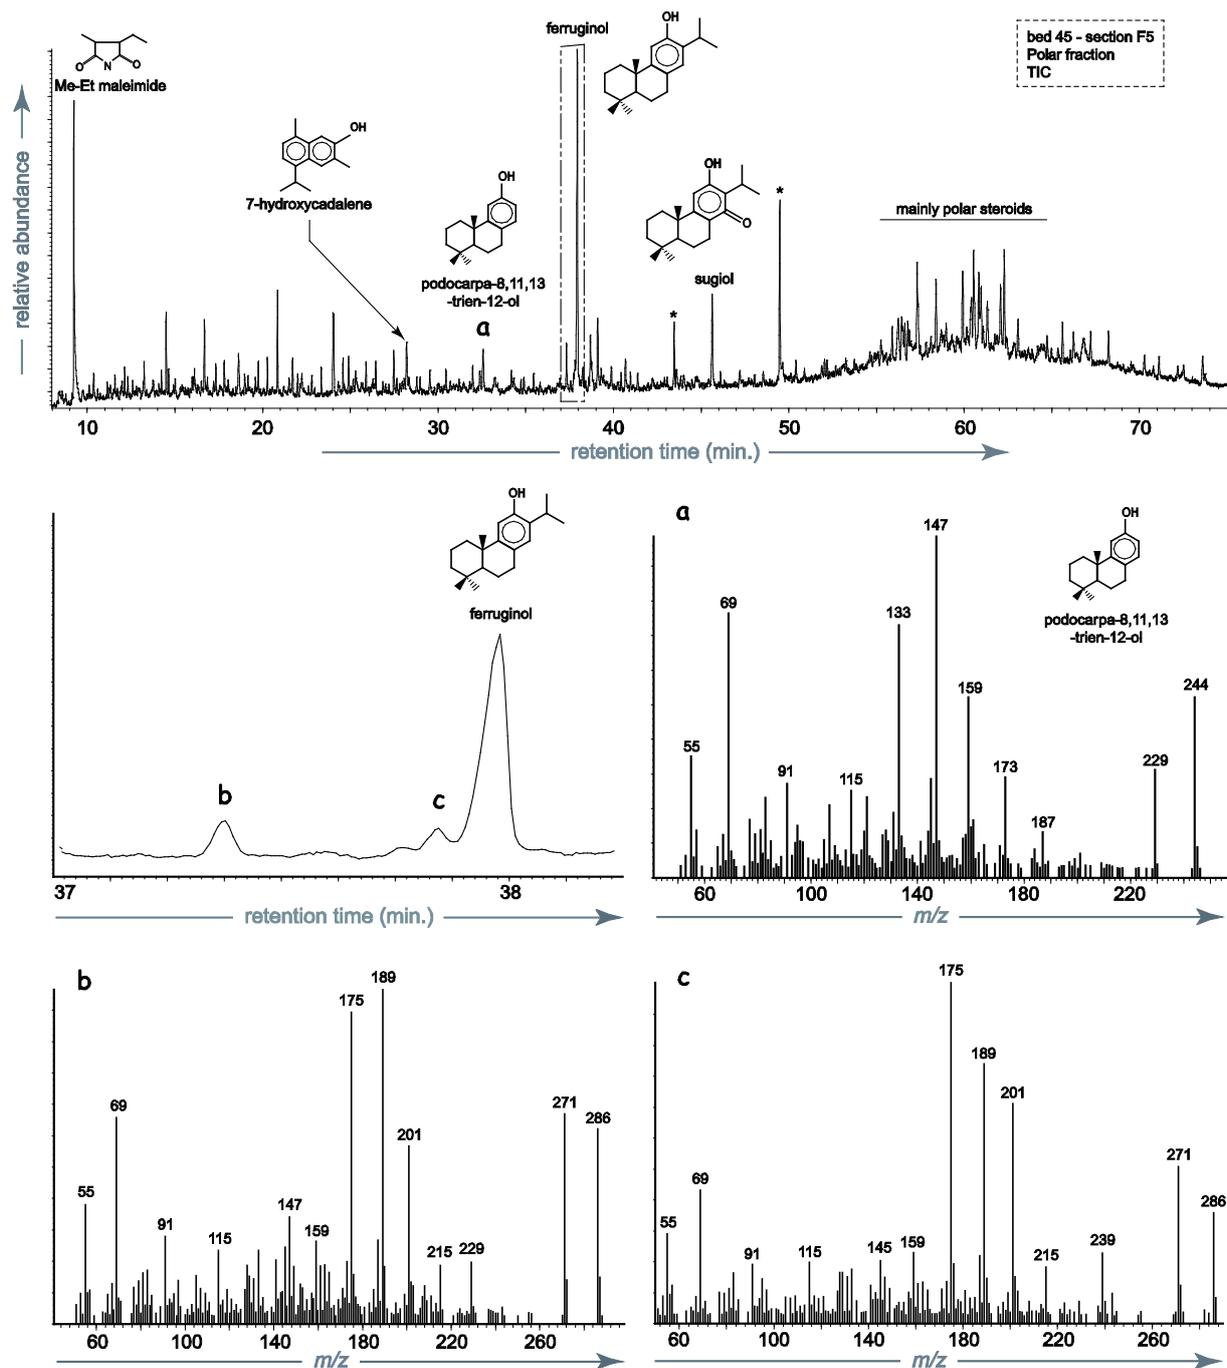 ferruginol
OH
bed 45 - section F5
Polar fraction
TIC
O
N
O
Me-Et maleimide
OH
7-hydroxycadalene
OH
podocarpa-8,11,13
-trien-12-ol
a
OH
O
sugiol
*
*
mainly polar steroids
relative abundance
10 20 30 40 50 60 70
retention time (min.)
OH
ferruginol
b
c
37 38
retention time (min.)
a
OH
podocarpa-8,11,13
-trien-12-ol
55
69
91
115
133
147
159
173
187
229
244
60 100 140 180 220
m/z
b
55
69
91
115
147
159
175
189
201
215
229
271
286
60 100 140 180 220 260
m/z
c
55
69
91
115
145
159
175
189
201
215
239
271
286
60 100 140 180 220 260
m/z